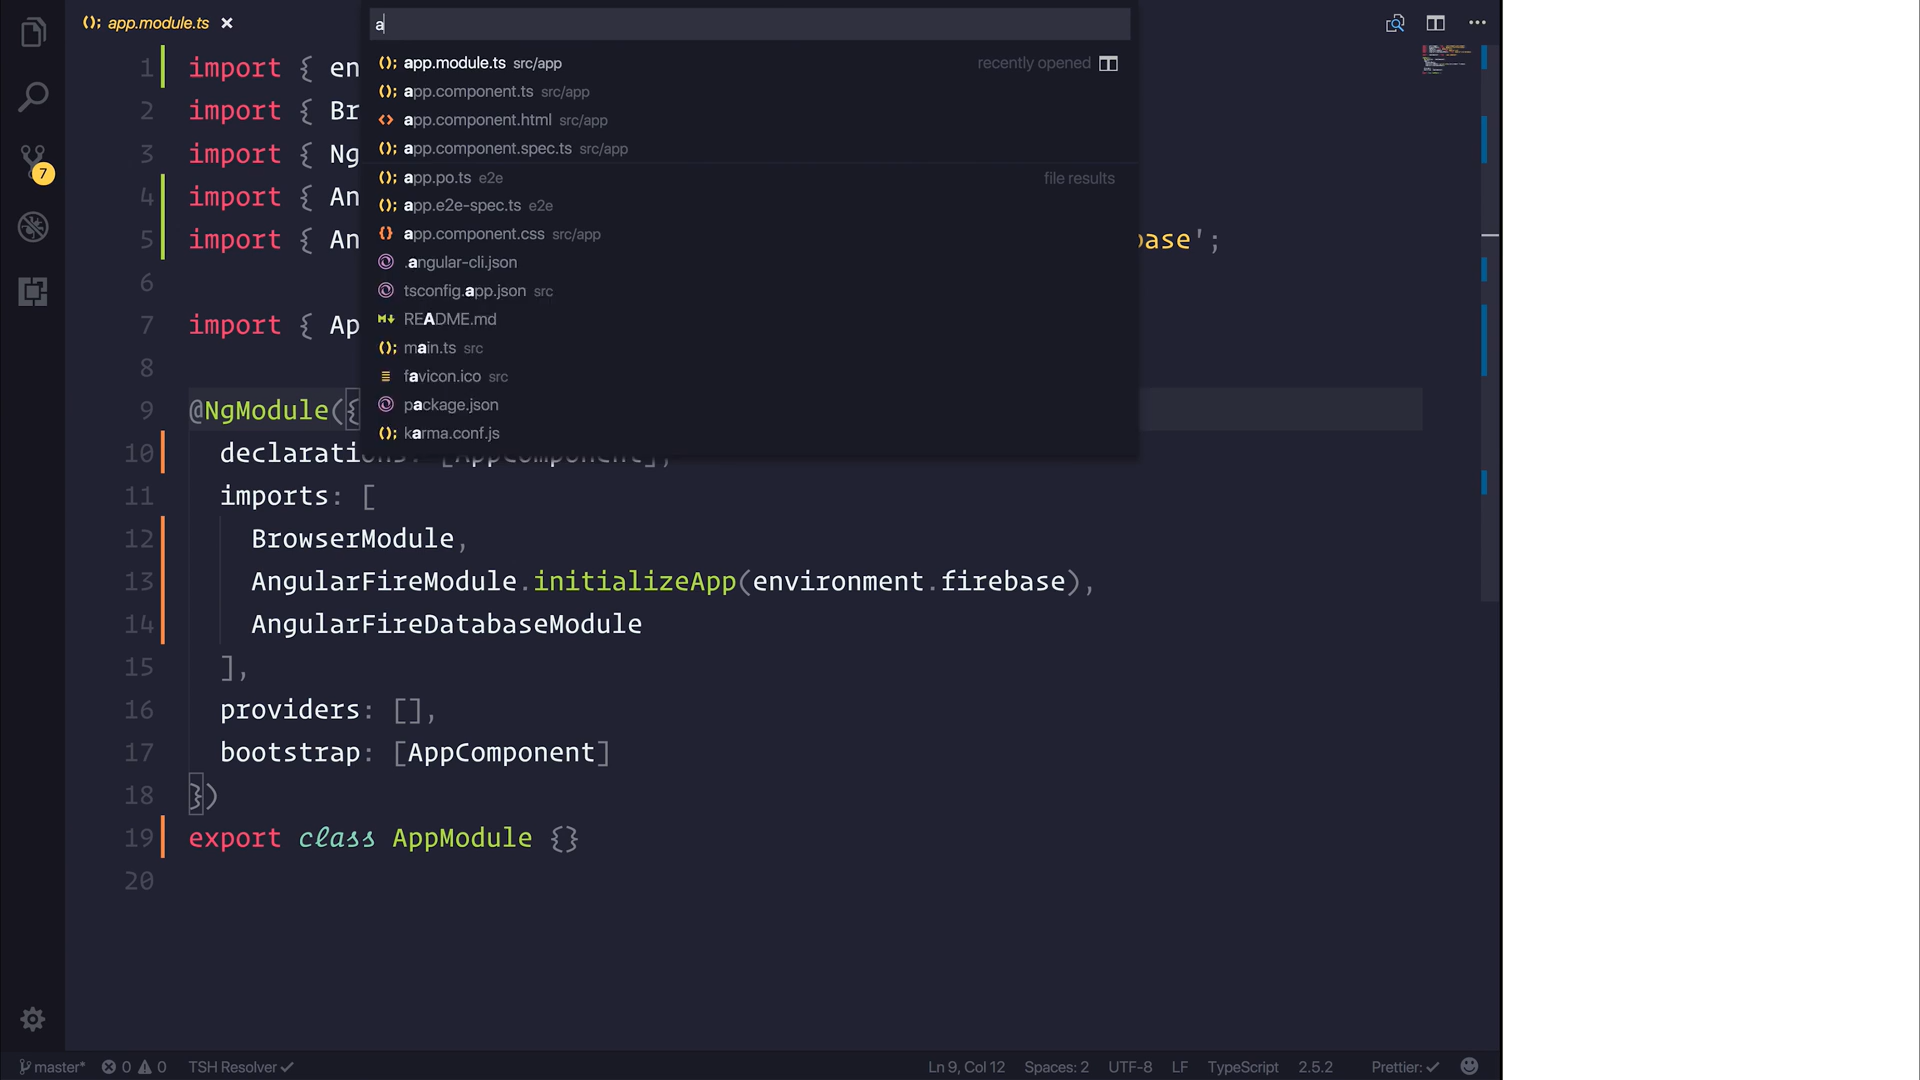 (); app.module.ts ×
a
(); app.module.ts src/app recently opened
(); app.component.ts src/app
<> app.component.html src/app
(); app.component.spec.ts src/app
(); app.po.ts e2e file results
(); app.e2e-spec.ts e2e
{} app.component.css src/app
.angular-cli.json
tsconfig.app.json src
M↓ README.md
(); main.ts src
favicon.ico src
package.json
(); karma.conf.js
7
1 import { en
2 import { Br
3 import { Ng
4 import { An
5 import { An base';
6
7 import { Ap
8
9 @NgModule({
10 declarations: [AppComponent],
11 imports: [
12 BrowserModule,
13 AngularFireModule.initializeApp(environment.firebase),
14 AngularFireDatabaseModule
15 ],
16 providers: [],
17 bootstrap: [AppComponent]
18 })
19 export class AppModule {}
20
master* 0 0 TSH Resolver ✓ Ln 9, Col 12 Spaces: 2 UTF-8 LF TypeScript 2.5.2 Prettier: ✓